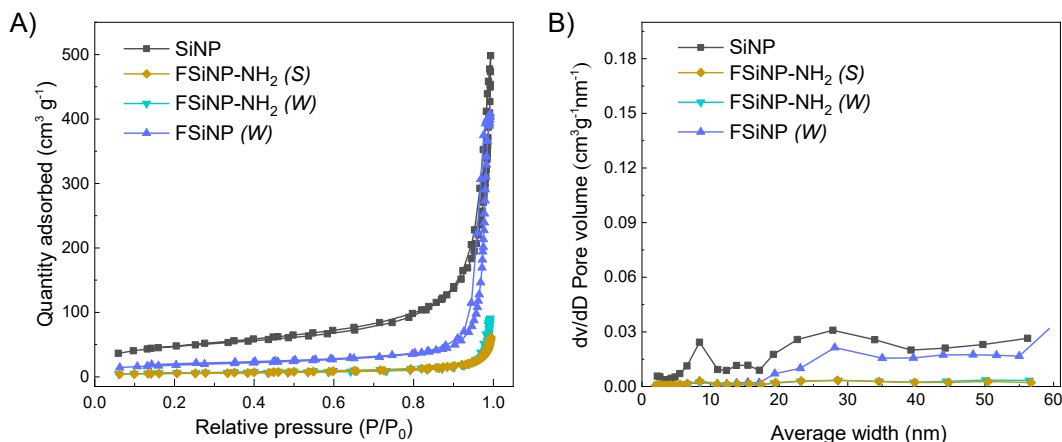 A)
SiNP
FSiNP-NH₂ (S)
FSiNP-NH₂ (W)
FSiNP (W)
Quantity adsorbed (cm³ g⁻¹)
500
400
300
200
100
0
0.0 0.2 0.4 0.6 0.8 1.0
Relative pressure (P/P₀)
B)
SiNP
FSiNP-NH₂ (S)
FSiNP-NH₂ (W)
FSiNP (W)
dv/dD Pore volume (cm³g⁻¹nm⁻¹)
0.18
0.15
0.12
0.09
0.06
0.03
0.00
0 10 20 30 40 50 60
Average width (nm)